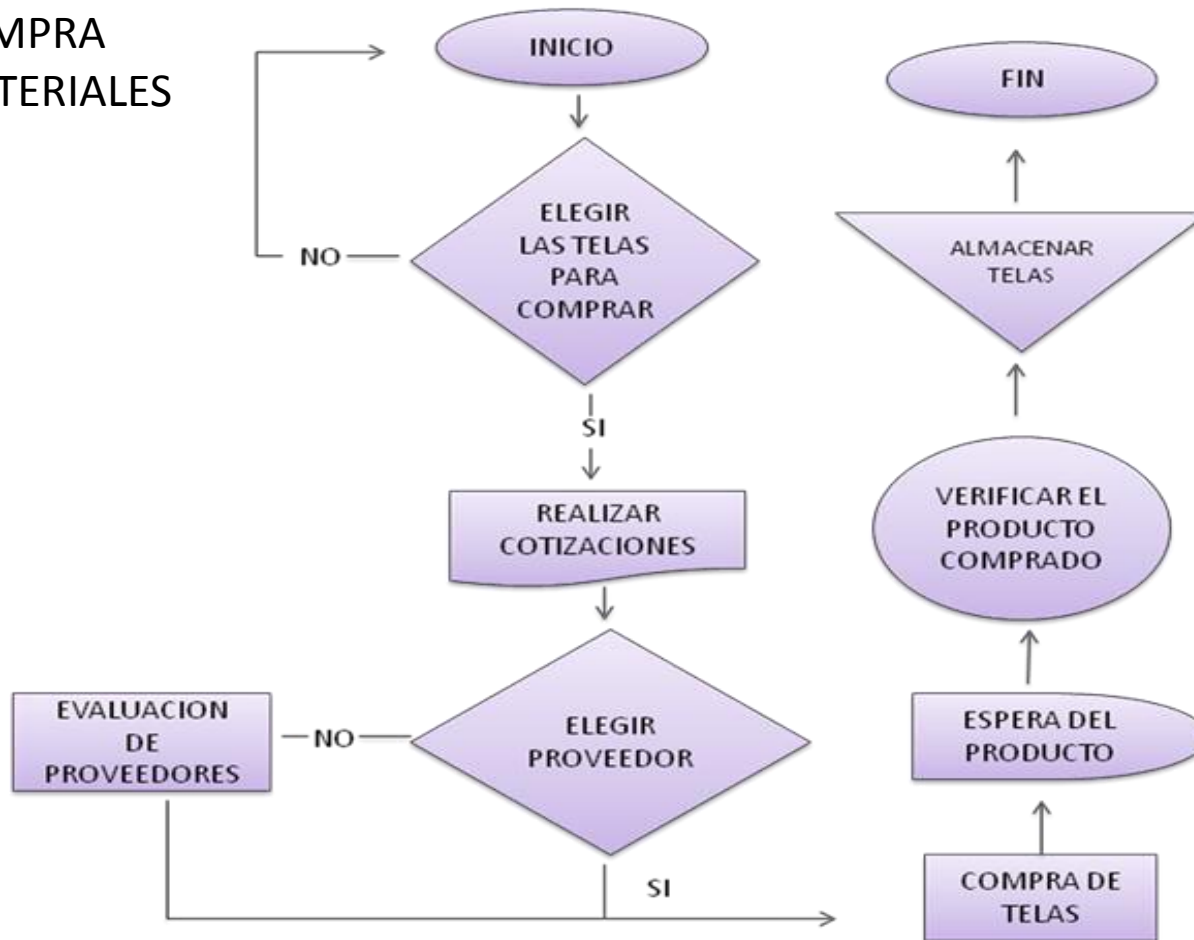 MPRA
TERIALES
INICIO
ELEGIR
LAS TELAS
PARA
COMPRAR
NO
SI
REALIZAR
COTIZACIONES
ELEGIR
PROVEEDOR
NO
EVALUACION
DE
PROVEEDORES
SI
COMPRA DE
TELAS
ESPERA DEL
PRODUCTO
VERIFICAR EL
PRODUCTO
COMPRADO
ALMACENAR
TELAS
FIN